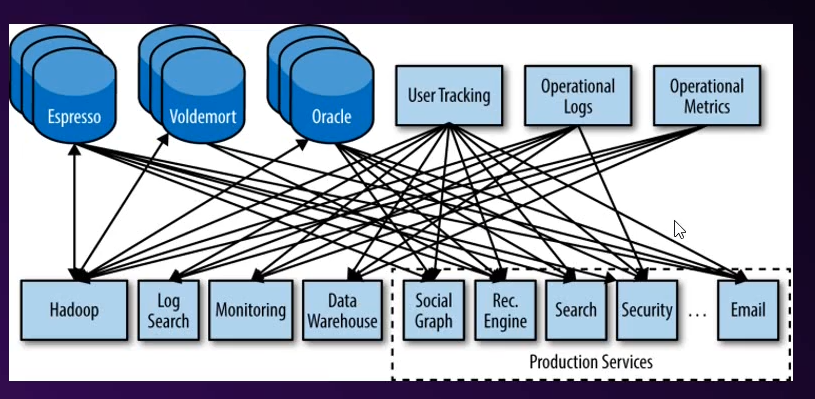 Espresso
Voldemort
Oracle
User Tracking
Operational
Logs
Operational
Metrics
Hadoop
Log
Search
Monitoring
Data
Warehouse
Social
Graph
Rec.
Engine
Search
Security
...
Email
Production Services